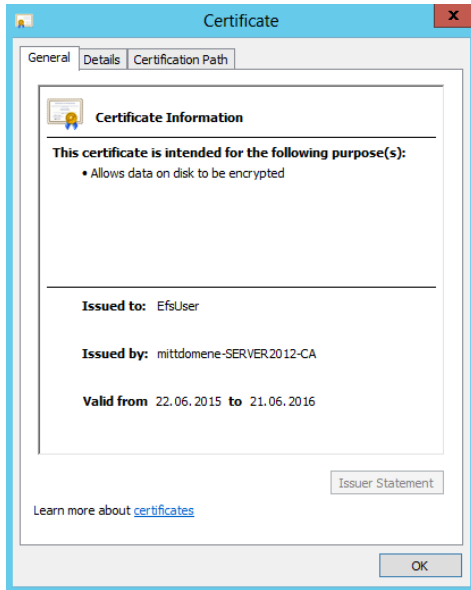 Certificate
x
General Details Certification Path
Certificate Information
This certificate is intended for the following purpose(s):
• Allows data on disk to be encrypted
Issued to: EfsUser
Issued by: mittdomene-SERVER2012-CA
Valid from 22.06.2015 to 21.06.2016
Issuer Statement
Learn more about certificates
OK